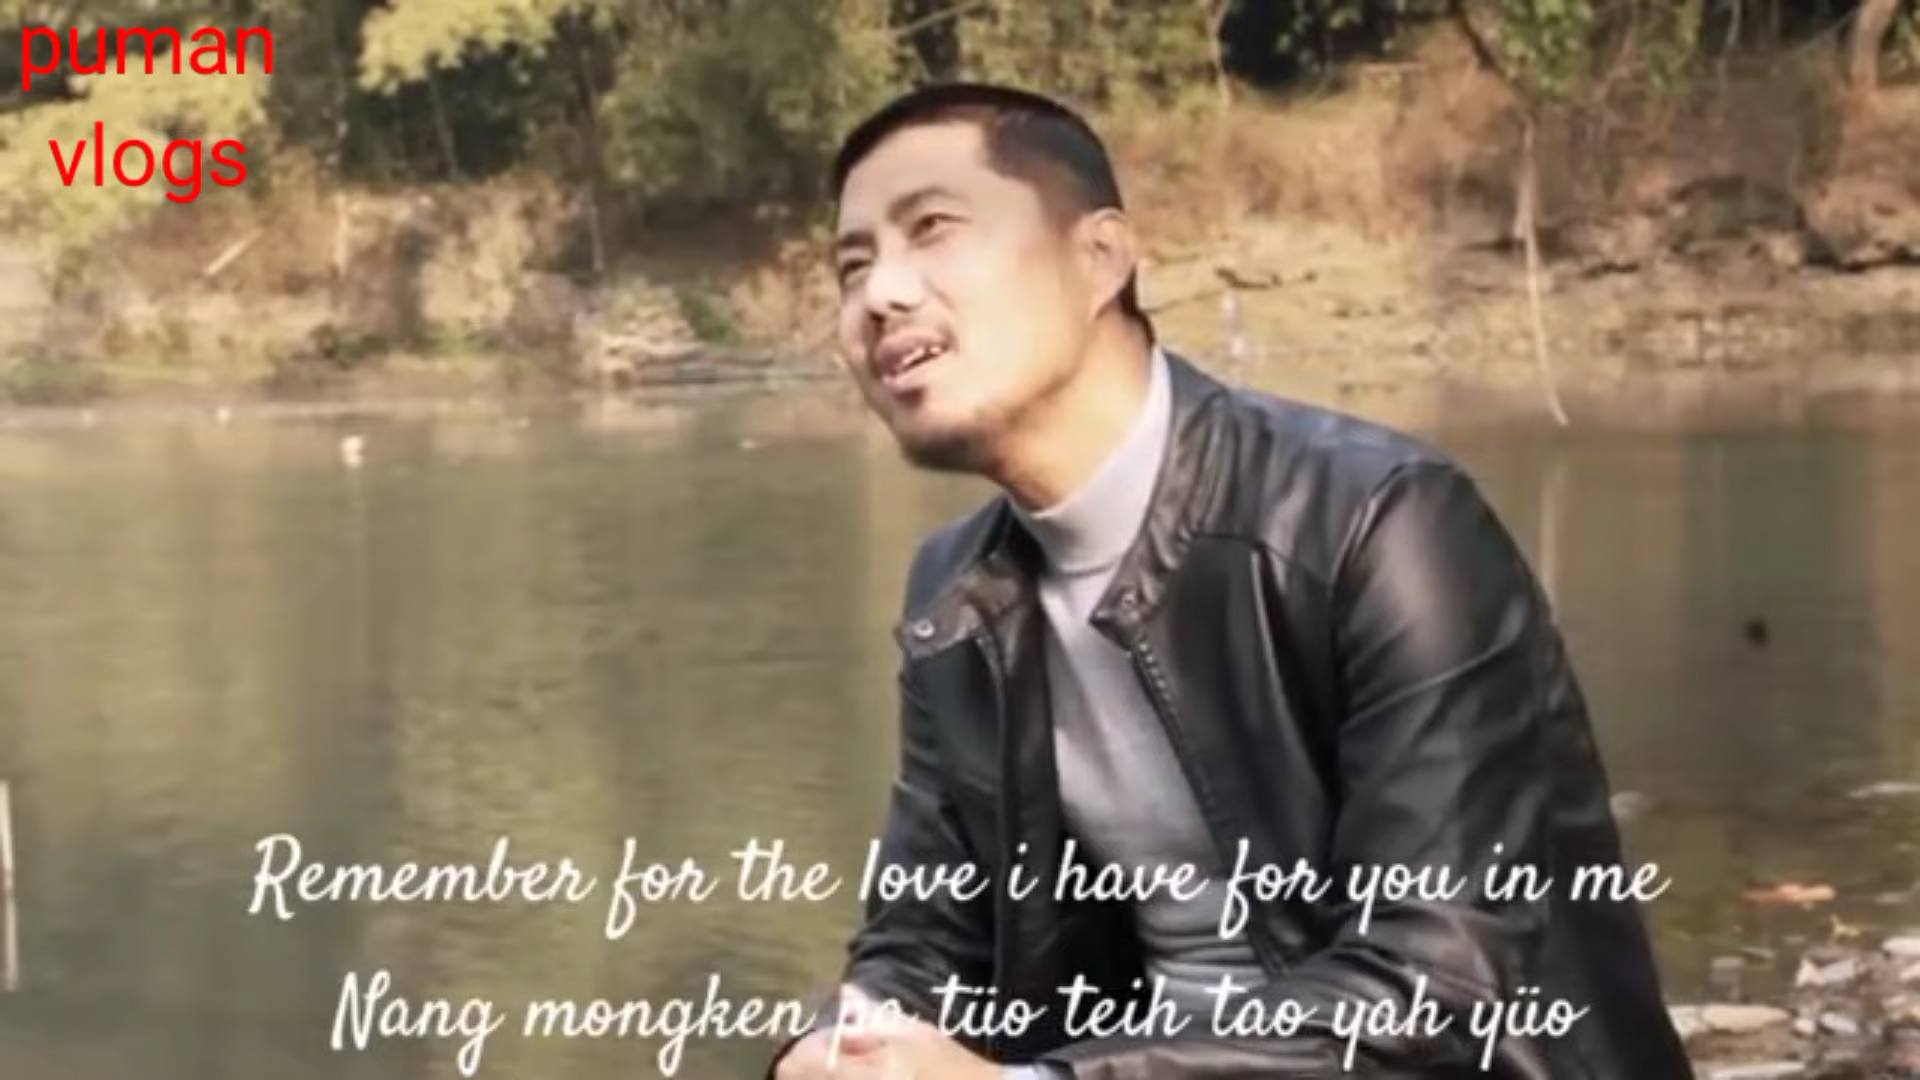 puman
vlogs
Remember for the love i have for you in me
Nang mongken pa tüo teih tao yah yüo